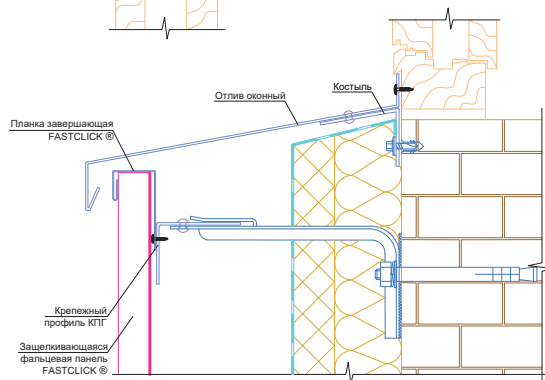 Отлив оконный
Костыль
Планка завершающая
FASTCLICK ®
Крепежный
профиль КПГ
Защелкивающаяся
фальцевая панель
FASTCLICK ®